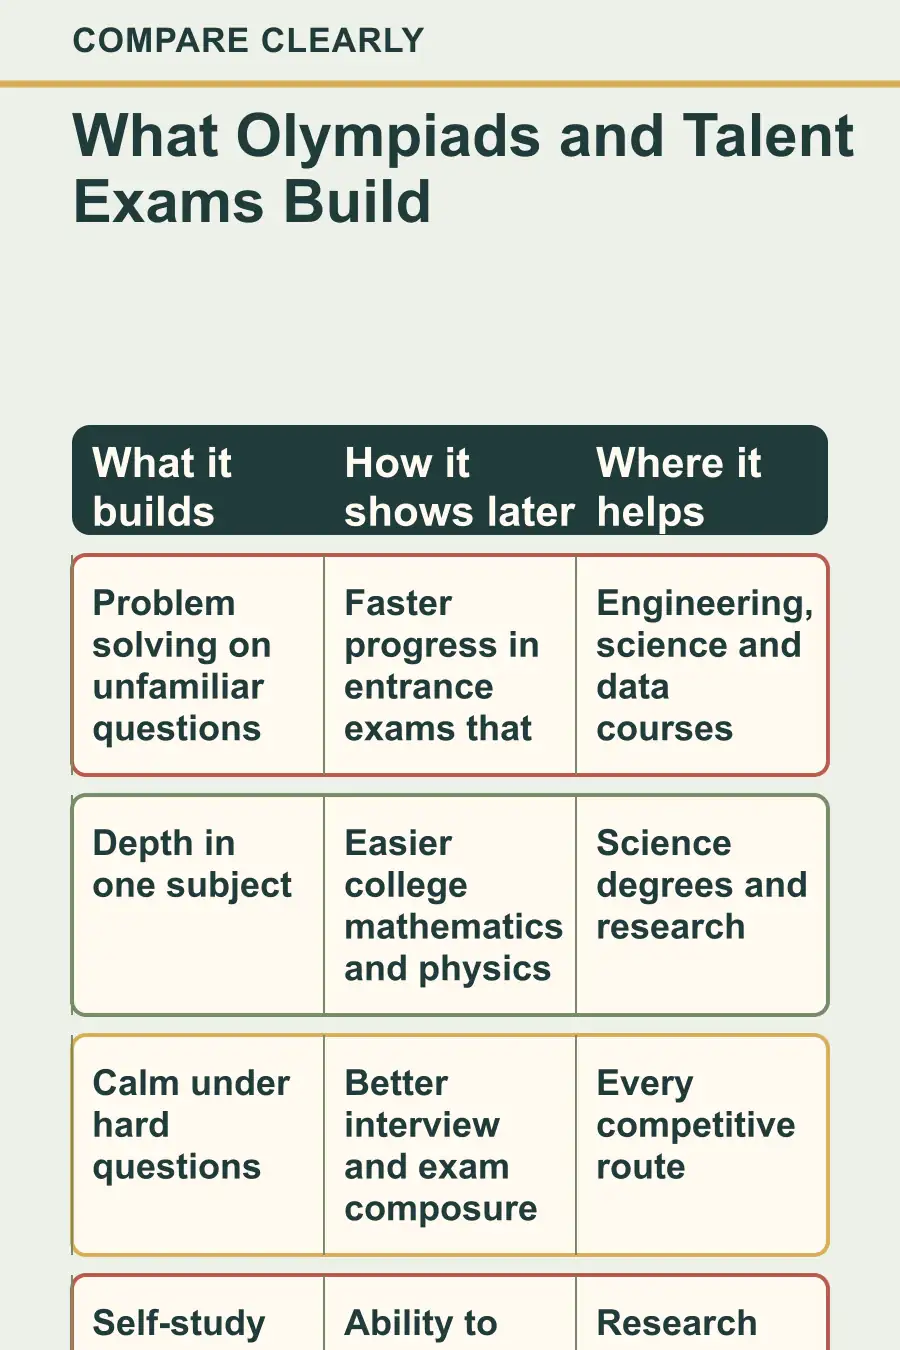 COMPARE CLEARLY
What Olympiads and Talent
Exams Build
What it
builds
How it
shows later
Where it
helps
Problem
solving on
unfamiliar
questions
Faster
progress in
entrance
exams that
Engineering,
science and
data
courses
Depth in
one subject
Easier
college
mathematics
and physics
Science
degrees and
research
Calm under
hard
questions
Better
interview
and exam
composure
Every
competitive
route
Self-study
Ability to
Research